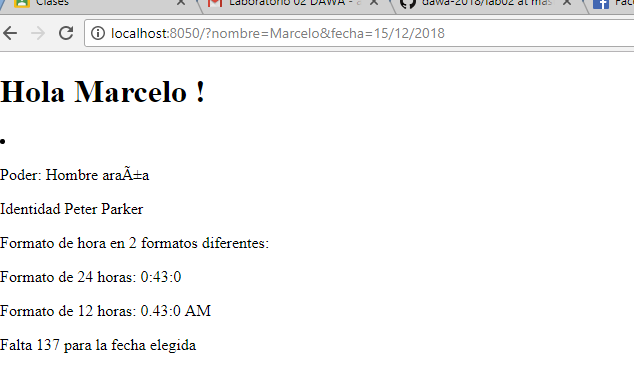 Clases
Laboratorio 02 DAWA - a
dawa-2018/lab02 at mas
Fac
localhost:8050/?nombre=Marcelo&fecha=15/12/2018
Hola Marcelo !
•
Poder: Hombre araÃ±a
Identidad Peter Parker
Formato de hora en 2 formatos diferentes:
Formato de 24 horas: 0:43:0
Formato de 12 horas: 0.43:0 AM
Falta 137 para la fecha elegida